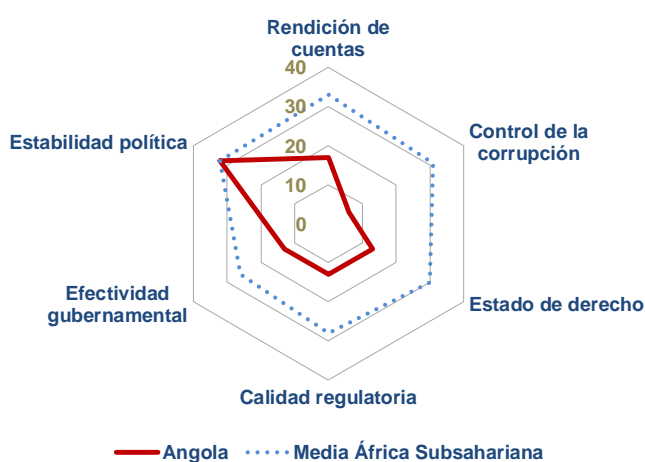 Rendición de
cuentas
40
30
20
10
0
Control de la
corrupción
Estado de derecho
Calidad regulatoria
Efectividad
gubernamental
Estabilidad política
Angola
Media África Subsahariana